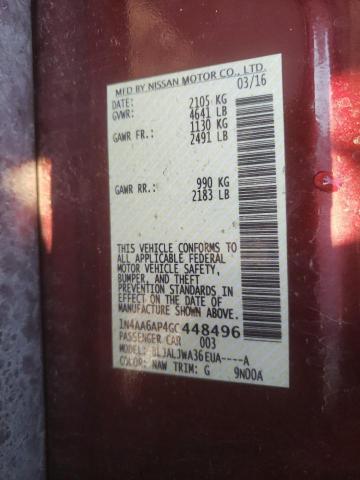 MFD BY NISSAN MOTOR CO., LTD.
03/16
DATE:
GVWR: 2105 KG
4641 LB
GAWR FR.: 1130 KG
2491 LB
GAWR RR.: 990 KG
2183 LB
THIS VEHICLE CONFORMS TO
ALL APPLICABLE FEDERAL
MOTOR VEHICLE SAFETY,
BUMPER, AND THEFT
PREVENTION STANDARDS IN
EFFECT ON THE DATE OF
MANUFACTURE SHOWN ABOVE.
1N4AA6AP4GC448496
PASSENGER CAR 003
MODEL: BLJALJWA36EUA----A
COLOR: NAW TRIM: G 9N00A